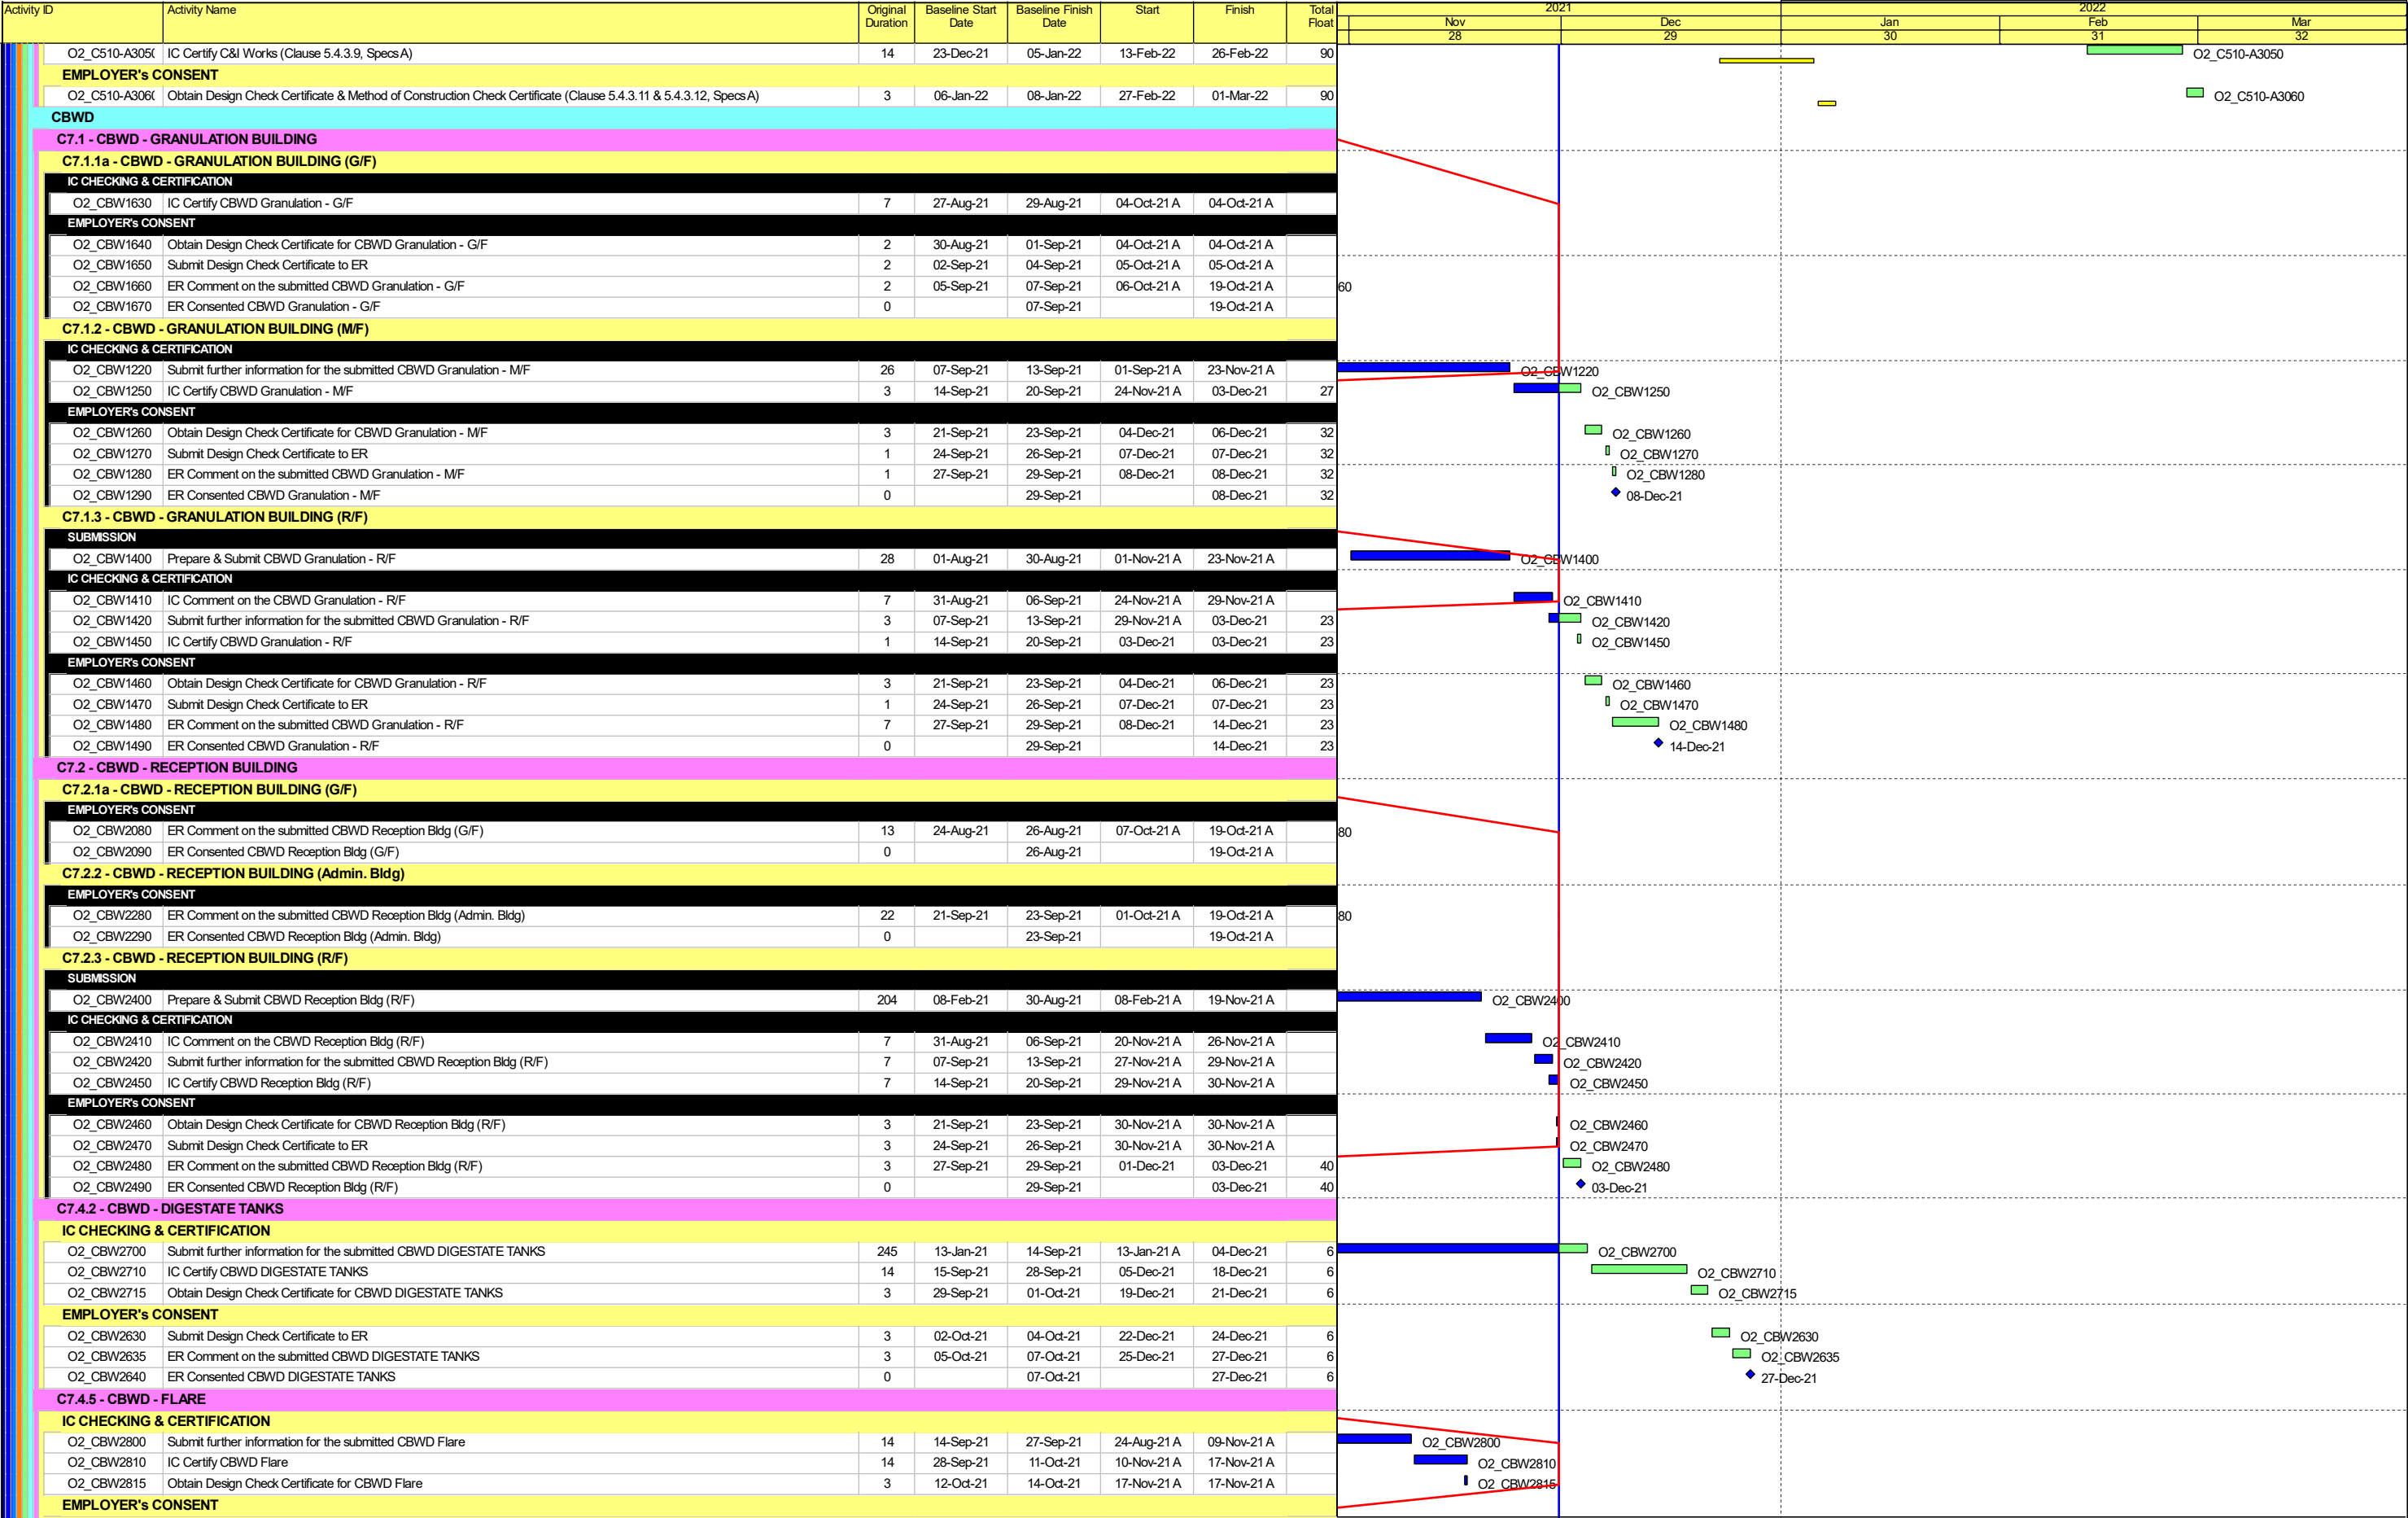 Activity ID Activity Name Original Duration Baseline Start Date Baseline Finish Date Start Finish Total Float 2021 2022
Nov Dec Jan Feb Mar
28 29 30 31 32
O2_C510-A305( IC Certify C&I Works (Clause 5.4.3.9, Specs A) 14 23-Dec-21 05-Jan-22 13-Feb-22 26-Feb-22 90 O2_C510-A3050
EMPLOYER's CONSENT
O2_C510-A306( Obtain Design Check Certificate & Method of Construction Check Certificate (Clause 5.4.3.11 & 5.4.3.12, Specs A) 3 06-Jan-22 08-Jan-22 27-Feb-22 01-Mar-22 90 O2_C510-A3060
CBWD
C7.1 - CBWD - GRANULATION BUILDING
C7.1.1a - CBWD - GRANULATION BUILDING (G/F)
IC CHECKING & CERTIFICATION
O2_CBW1630 IC Certify CBWD Granulation - G/F 7 27-Aug-21 29-Aug-21 04-Oct-21 A 04-Oct-21 A
EMPLOYER's CONSENT
O2_CBW1640 Obtain Design Check Certificate for CBWD Granulation - G/F 2 30-Aug-21 01-Sep-21 04-Oct-21 A 04-Oct-21 A
O2_CBW1650 Submit Design Check Certificate to ER 2 02-Sep-21 04-Sep-21 05-Oct-21 A 05-Oct-21 A
O2_CBW1660 ER Comment on the submitted CBWD Granulation - G/F 2 05-Sep-21 07-Sep-21 06-Oct-21 A 19-Oct-21 A 60
O2_CBW1670 ER Consented CBWD Granulation - G/F 0 07-Sep-21 19-Oct-21 A
C7.1.2 - CBWD - GRANULATION BUILDING (M/F)
IC CHECKING & CERTIFICATION
O2_CBW1220 Submit further information for the submitted CBWD Granulation - M/F 26 07-Sep-21 13-Sep-21 01-Sep-21 A 23-Nov-21 A O2_CBW1220
O2_CBW1250 IC Certify CBWD Granulation - M/F 3 14-Sep-21 20-Sep-21 24-Nov-21 A 03-Dec-21 27 O2_CBW1250
EMPLOYER's CONSENT
O2_CBW1260 Obtain Design Check Certificate for CBWD Granulation - M/F 3 21-Sep-21 23-Sep-21 04-Dec-21 06-Dec-21 32 O2_CBW1260
O2_CBW1270 Submit Design Check Certificate to ER 1 24-Sep-21 26-Sep-21 07-Dec-21 07-Dec-21 32 O2_CBW1270
O2_CBW1280 ER Comment on the submitted CBWD Granulation - M/F 1 27-Sep-21 29-Sep-21 08-Dec-21 08-Dec-21 32 O2_CBW1280
O2_CBW1290 ER Consented CBWD Granulation - M/F 0 29-Sep-21 08-Dec-21 32 08-Dec-21
C7.1.3 - CBWD - GRANULATION BUILDING (R/F)
SUBMISSION
O2_CBW1400 Prepare & Submit CBWD Granulation - R/F 28 01-Aug-21 30-Aug-21 01-Nov-21 A 23-Nov-21 A O2_CBW1400
IC CHECKING & CERTIFICATION
O2_CBW1410 IC Comment on the CBWD Granulation - R/F 7 31-Aug-21 06-Sep-21 24-Nov-21 A 29-Nov-21 A O2_CBW1410
O2_CBW1420 Submit further information for the submitted CBWD Granulation - R/F 3 07-Sep-21 13-Sep-21 29-Nov-21 A 03-Dec-21 23 O2_CBW1420
O2_CBW1450 IC Certify CBWD Granulation - R/F 1 14-Sep-21 20-Sep-21 03-Dec-21 03-Dec-21 23 O2_CBW1450
EMPLOYER's CONSENT
O2_CBW1460 Obtain Design Check Certificate for CBWD Granulation - R/F 3 21-Sep-21 23-Sep-21 04-Dec-21 06-Dec-21 23 O2_CBW1460
O2_CBW1470 Submit Design Check Certificate to ER 1 24-Sep-21 26-Sep-21 07-Dec-21 07-Dec-21 23 O2_CBW1470
O2_CBW1480 ER Comment on the submitted CBWD Granulation - R/F 7 27-Sep-21 29-Sep-21 08-Dec-21 14-Dec-21 23 O2_CBW1480
O2_CBW1490 ER Consented CBWD Granulation - R/F 0 29-Sep-21 14-Dec-21 23 14-Dec-21
C7.2 - CBWD - RECEPTION BUILDING
C7.2.1a - CBWD - RECEPTION BUILDING (G/F)
EMPLOYER's CONSENT
O2_CBW2080 ER Comment on the submitted CBWD Reception Bldg (G/F) 13 24-Aug-21 26-Aug-21 07-Oct-21 A 19-Oct-21 A 80
O2_CBW2090 ER Consented CBWD Reception Bldg (G/F) 0 26-Aug-21 19-Oct-21 A
C7.2.2 - CBWD - RECEPTION BUILDING (Admin. Bldg)
EMPLOYER's CONSENT
O2_CBW2280 ER Comment on the submitted CBWD Reception Bldg (Admin. Bldg) 22 21-Sep-21 23-Sep-21 01-Oct-21 A 19-Oct-21 A 80
O2_CBW2290 ER Consented CBWD Reception Bldg (Admin. Bldg) 0 23-Sep-21 19-Oct-21 A
C7.2.3 - CBWD - RECEPTION BUILDING (R/F)
SUBMISSION
O2_CBW2400 Prepare & Submit CBWD Reception Bldg (R/F) 204 08-Feb-21 30-Aug-21 08-Feb-21 A 19-Nov-21 A O2_CBW2400
IC CHECKING & CERTIFICATION
O2_CBW2410 IC Comment on the CBWD Reception Bldg (R/F) 7 31-Aug-21 06-Sep-21 20-Nov-21 A 26-Nov-21 A O2_CBW2410
O2_CBW2420 Submit further information for the submitted CBWD Reception Bldg (R/F) 7 07-Sep-21 13-Sep-21 27-Nov-21 A 29-Nov-21 A O2_CBW2420
O2_CBW2450 IC Certify CBWD Reception Bldg (R/F) 7 14-Sep-21 20-Sep-21 29-Nov-21 A 30-Nov-21 A O2_CBW2450
EMPLOYER's CONSENT
O2_CBW2460 Obtain Design Check Certificate for CBWD Reception Bldg (R/F) 3 21-Sep-21 23-Sep-21 30-Nov-21 A 30-Nov-21 A O2_CBW2460
O2_CBW2470 Submit Design Check Certificate to ER 3 24-Sep-21 26-Sep-21 30-Nov-21 A 30-Nov-21 A O2_CBW2470
O2_CBW2480 ER Comment on the submitted CBWD Reception Bldg (R/F) 3 27-Sep-21 29-Sep-21 01-Dec-21 03-Dec-21 40 O2_CBW2480
O2_CBW2490 ER Consented CBWD Reception Bldg (R/F) 0 29-Sep-21 03-Dec-21 40 03-Dec-21
C7.4.2 - CBWD - DIGESTATE TANKS
IC CHECKING & CERTIFICATION
O2_CBW2700 Submit further information for the submitted CBWD DIGESTATE TANKS 245 13-Jan-21 14-Sep-21 13-Jan-21 A 04-Dec-21 6 O2_CBW2700
O2_CBW2710 IC Certify CBWD DIGESTATE TANKS 14 15-Sep-21 28-Sep-21 05-Dec-21 18-Dec-21 6 O2_CBW2710
O2_CBW2715 Obtain Design Check Certificate for CBWD DIGESTATE TANKS 3 29-Sep-21 01-Oct-21 19-Dec-21 21-Dec-21 6 O2_CBW2715
EMPLOYER's CONSENT
O2_CBW2630 Submit Design Check Certificate to ER 3 02-Oct-21 04-Oct-21 22-Dec-21 24-Dec-21 6 O2_CBW2630
O2_CBW2635 ER Comment on the submitted CBWD DIGESTATE TANKS 3 05-Oct-21 07-Oct-21 25-Dec-21 27-Dec-21 6 O2_CBW2635
O2_CBW2640 ER Consented CBWD DIGESTATE TANKS 0 07-Oct-21 27-Dec-21 6 27-Dec-21
C7.4.5 - CBWD - FLARE
IC CHECKING & CERTIFICATION
O2_CBW2800 Submit further information for the submitted CBWD Flare 14 14-Sep-21 27-Sep-21 24-Aug-21 A 09-Nov-21 A O2_CBW2800
O2_CBW2810 IC Certify CBWD Flare 14 28-Sep-21 11-Oct-21 10-Nov-21 A 17-Nov-21 A O2_CBW2810
O2_CBW2815 Obtain Design Check Certificate for CBWD Flare 3 12-Oct-21 14-Oct-21 17-Nov-21 A 17-Nov-21 A O2_CBW2815
EMPLOYER's CONSENT